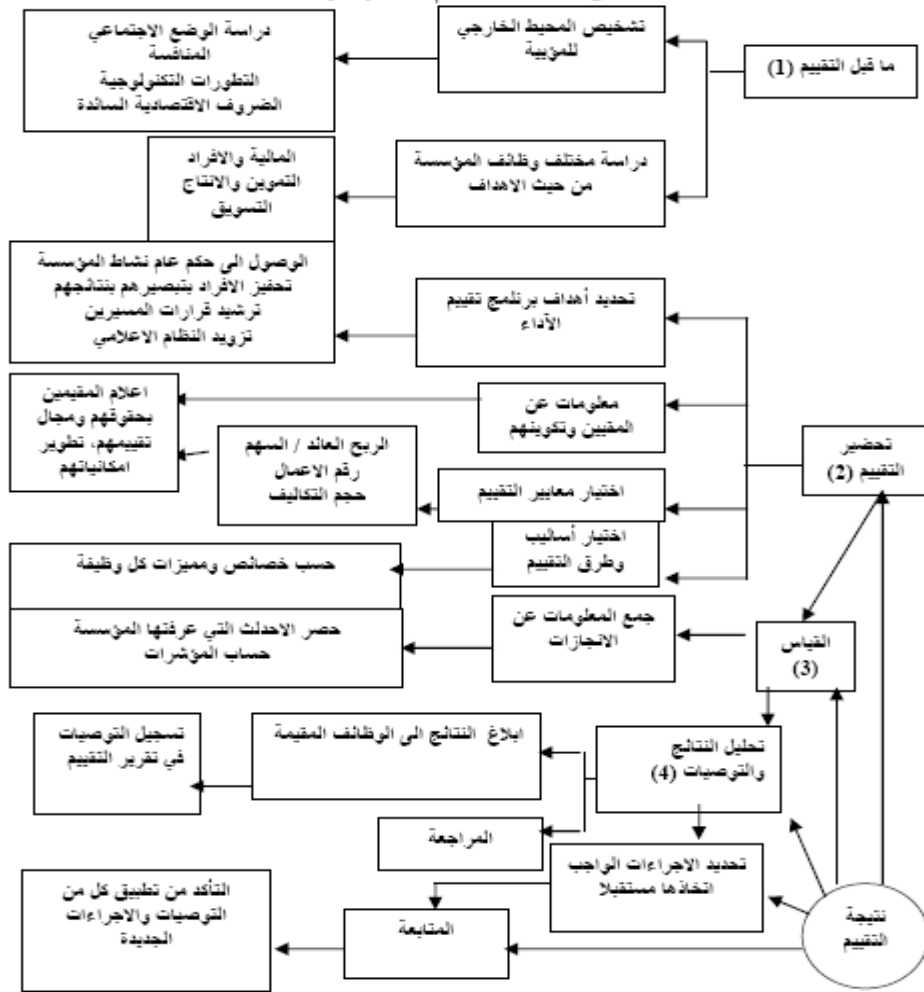 ما قبل التقييم (1)
تشخيص المحيط الخارجي
للمؤبية
دراسة الوضع الاجتماعي
المنافسة
التطورات التكنولوجية
الضروف الاقتصادية السائدة
دراسة مختلف وظائف المؤسسة
من حيث الاهداف
المالية والافراد
التموين والانتاج
التسويق
تحضير
التقييم (2)
تحديد أهداف برنلمج تقييم
الآداء
الوصول الى حكم عام نشاط المؤسسة
تحفيز الافراد بتبصيرهم بنتائجهم
ترشيد قرارات المسيرين
تزويد النظام الاعلامي
معلومات عن
المقيين وتكوينهم
اعلام المقيمين
بحقوقهم ومجال
تقييمهم، تطوير
امكانياتهم
اختيار معايير التقييم
الربح العائد / السهم
رقم الاعمال
حجم التكاليف
اختيار أساليب
وطرق التقييم
حسب خصائص ومميزات كل وظيفة
القياس
(3)
جمع المعلومات عن
الانجازات
حصر الاحدلث التي عرفتها المؤسسة
حساب المؤشرات
تحليل النتائج
والتوصيات (4)
ابلاغ النتائج الى الوظائف المقيمة
تسجيل التوصيات
في تقرير التقييم
المراجعة
تحديد الاجراءات الواجب
اتخاذها مستقبلا
المتابعة
التأكد من تطبيق كل من
التوصيات والاجراءات
الجديدة
نتيجة
التقييم